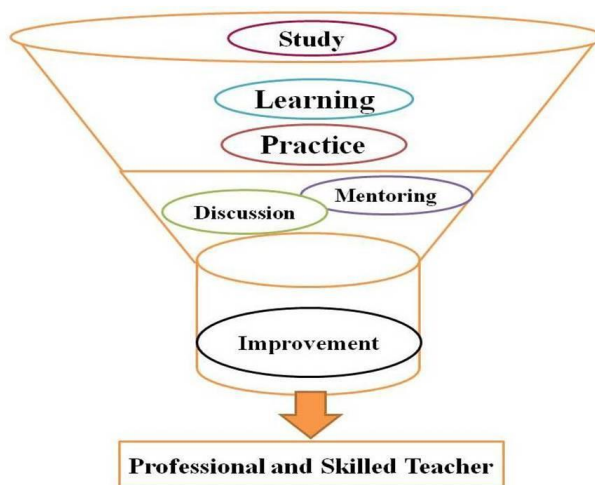 Study
Learning
Practice
Mentoring
Discussion
Improvement
Professional and Skilled Teacher